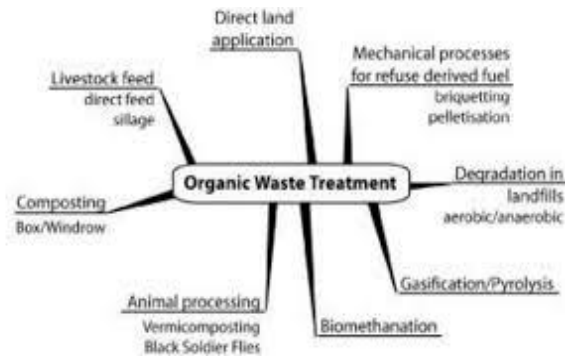 Direct land
application
Mechanical processes
for refuse derived fuel
briquetting
pelletisation
Livestock feed
direct feed
sillage
Organic Waste Treatment
Degradation in
landfills
aerobic/anaerobic
Composting
Box/Windrow
Gasification/Pyrolysis
Animal processing
Vermicomposting
Black Soldier Flies
Biomethanation